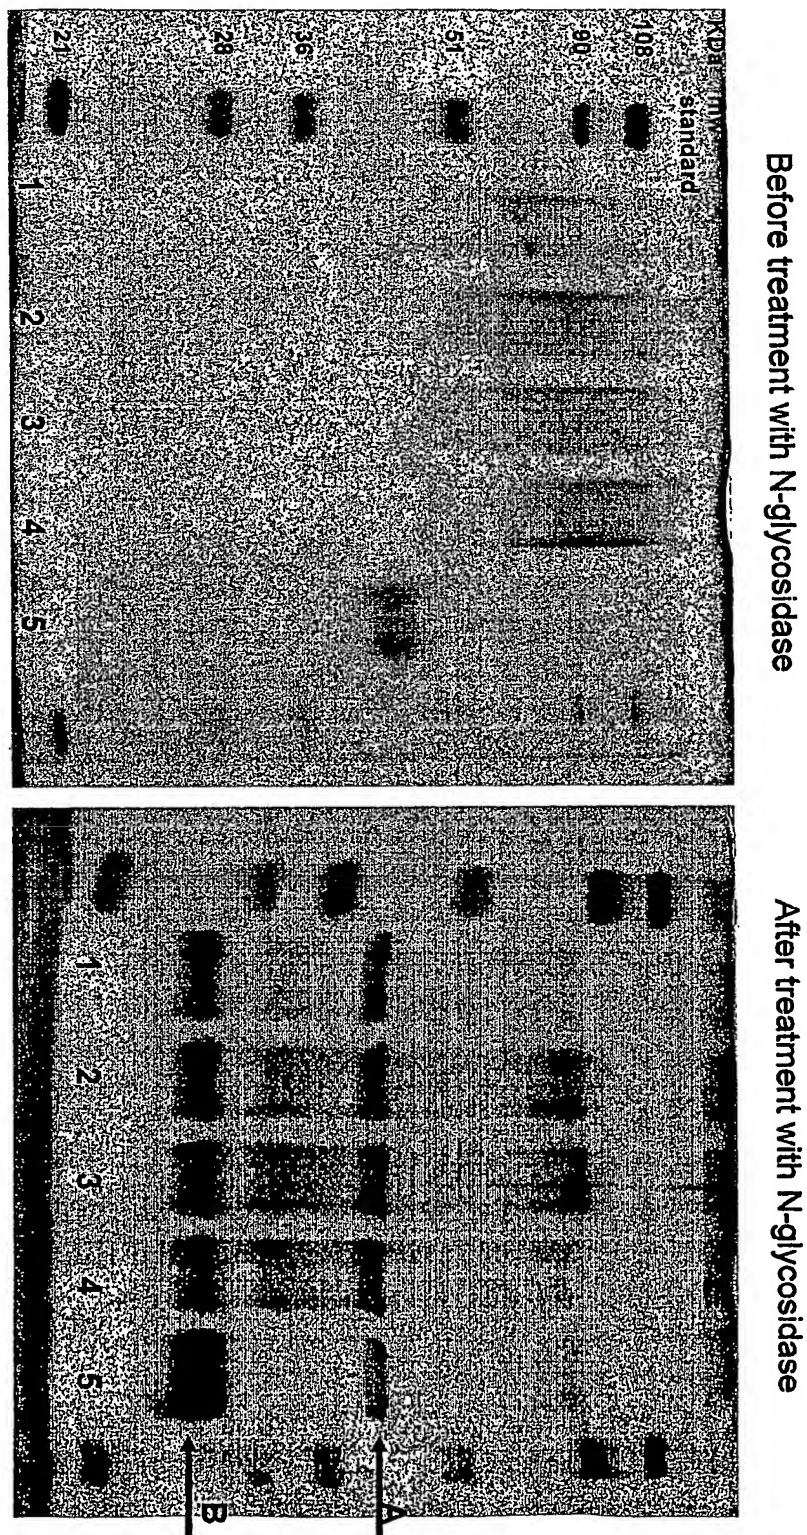 Before treatment with N-glycosidase
kDa
standard
108
90
51
36
28
21
1 2 3 4 5
After treatment with N-glycosidase
A
B
1 2 3 4 5